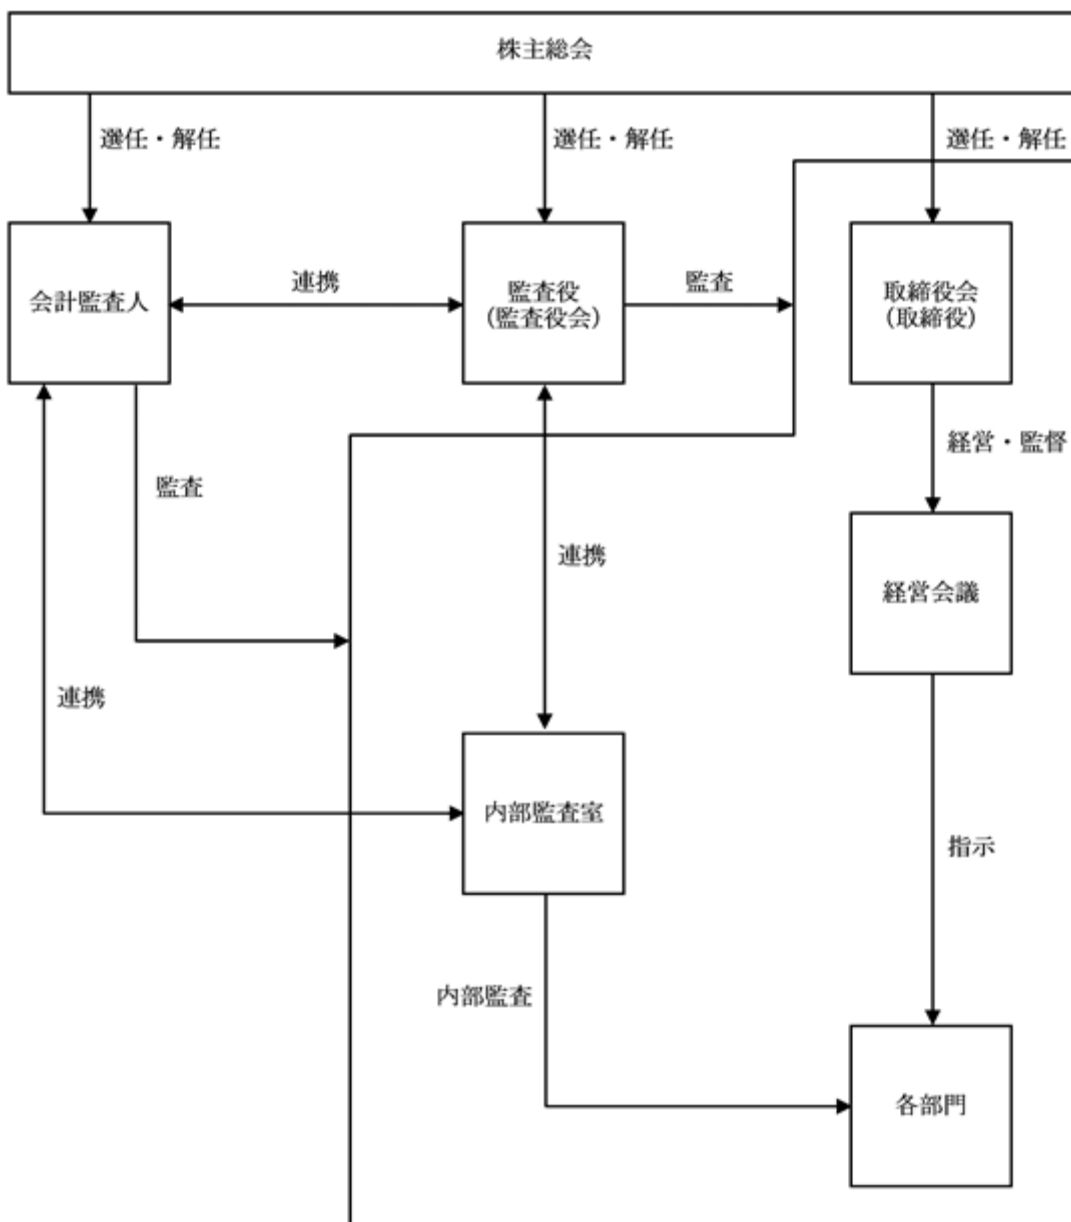 株主総会
選任・解任
選任・解任
選任・解任
会計監査人
連携
監査役
(監査役会)
監査
取締役会
(取締役)
経営・監督
監査
連携
経営会議
連携
内部監査室
指示
内部監査
各部門